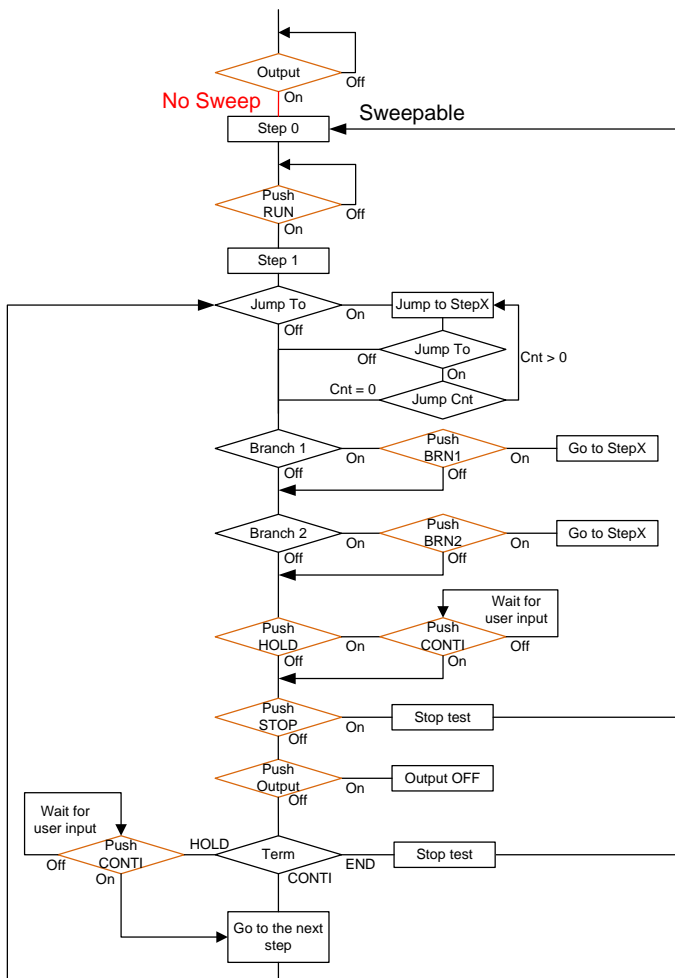 Output
Off
On
No Sweep
Sweepable
Step 0
Push
RUN
Off
On
Step 1
Jump To
On
Jump to StepX
Off
Off
Jump To
Cnt > 0
On
Cnt = 0
Jump Cnt
Branch 1
On
Push
BRN1
On
Go to StepX
Off
Off
Branch 2
On
Push
BRN2
On
Go to StepX
Off
Off
Wait for
user input
Push
HOLD
On
Push
CONTI
Off
Off
On
Push
STOP
On
Stop test
Off
Push
Output
On
Output OFF
Off
Wait for
user input
Push
CONTI
HOLD
Term
END
Stop test
Off
On
CONTI
Go to the next
step